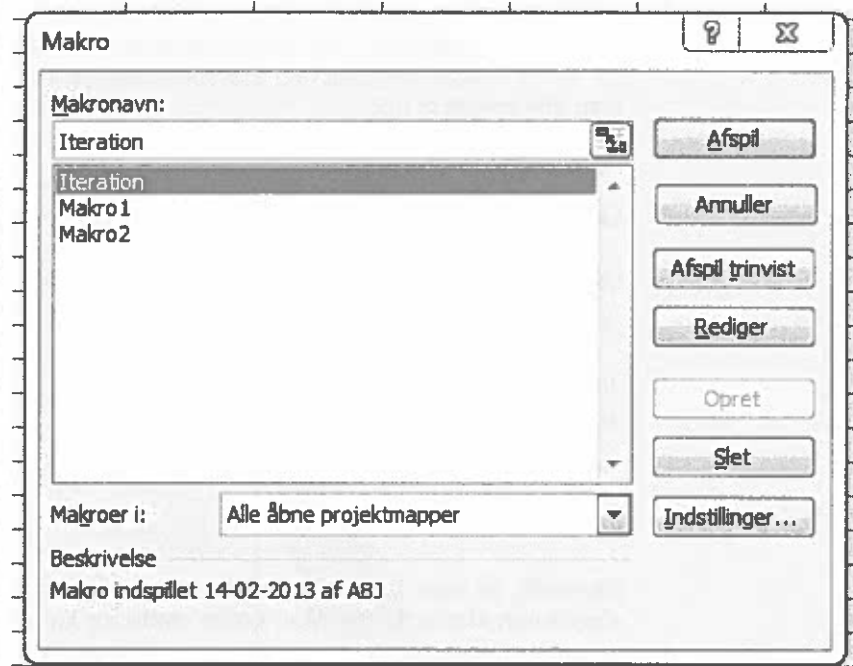 Makro
Makronavn:
Iteration
Iteration
Makro1
Makro2
Afspil
Annuller
Afspil trinvist
Rediger
Opret
Slet
Indstillinger...
Makroer i:
Alle åbne projektmapper
Beskrivelse
Makro indspillet 14-02-2013 af ABJ